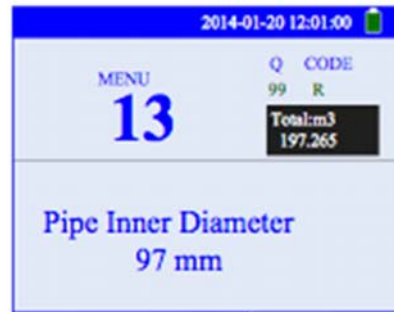 2014-01-20 12:01:00
MENU
13
Q CODE
99 R
Total:m3
197.265
Pipe Inner Diameter
97 mm